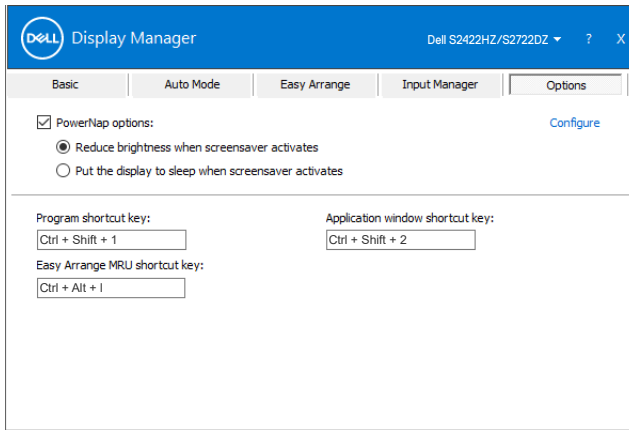 DELL Display Manager Dell S2422HZ/S2722DZ ? X
Basic Auto Mode Easy Arrange Input Manager Options
PowerNap options: Configure
Reduce brightness when screensaver activates
Put the display to sleep when screensaver activates
Program shortcut key: Application window shortcut key:
Ctrl + Shift + 1 Ctrl + Shift + 2
Easy Arrange MRU shortcut key:
Ctrl + Alt + l